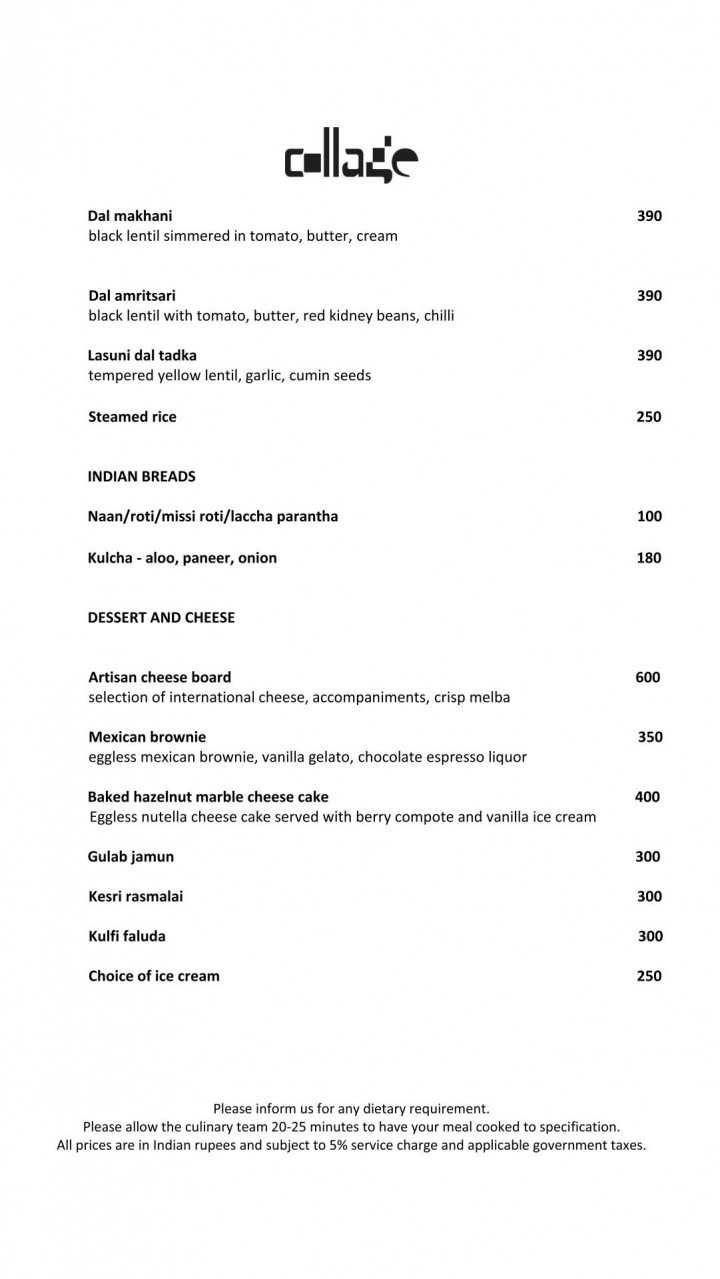 collage
Dal makhani 390
black lentil simmered in tomato, butter, cream
Dal amritsari 390
black lentil with tomato, butter, red kidney beans, chilli
Lasuni dal tadka 390
tempered yellow lentil, garlic, cumin seeds
Steamed rice 250
INDIAN BREADS
Naan/roti/missi roti/laccha parantha 100
Kulcha - aloo, paneer, onion 180
DESSERT AND CHEESE
Artisan cheese board 600
selection of international cheese, accompaniments, crisp melba
Mexican brownie 350
eggless mexican brownie, vanilla gelato, chocolate espresso liquor
Baked hazelnut marble cheese cake 400
Eggless nutella cheese cake served with berry compote and vanilla ice cream
Gulab jamun 300
Kesri rasmalai 300
Kulfi faluda 300
Choice of ice cream 250
Please inform us for any dietary requirement.
Please allow the culinary team 20-25 minutes to have your meal cooked to specification.
All prices are in Indian rupees and subject to 5% service charge and applicable government taxes.